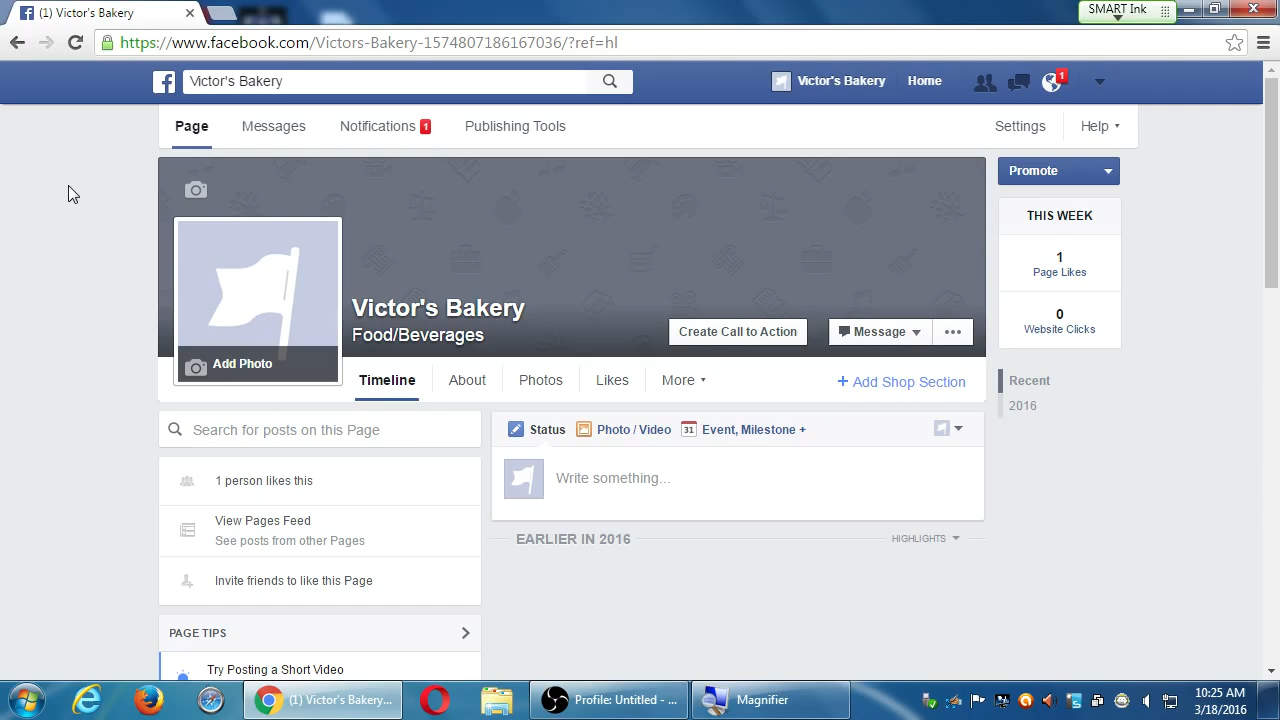 (1) Victor's Bakery
SMART Ink
https://www.facebook.com/Victors-Bakery-1574807186167036/?ref=hl
Victor's Bakery
Victor's Bakery
Home
1
Page
Messages
Notifications 1
Publishing Tools
Settings
Help
Promote
THIS WEEK
1
Page Likes
0
Website Clicks
Recent
2016
Victor's Bakery
Food/Beverages
Create Call to Action
Message
Add Photo
Timeline
About
Photos
Likes
More
+ Add Shop Section
Search for posts on this Page
Status
Photo / Video
31
Event, Milestone +
Write something...
1 person likes this
View Pages Feed
See posts from other Pages
Invite friends to like this Page
EARLIER IN 2016
HIGHLIGHTS
PAGE TIPS
Try Posting a Short Video
(1) Victor's Bakery...
Profile: Untitled - ...
Magnifier
10:25 AM
3/18/2016